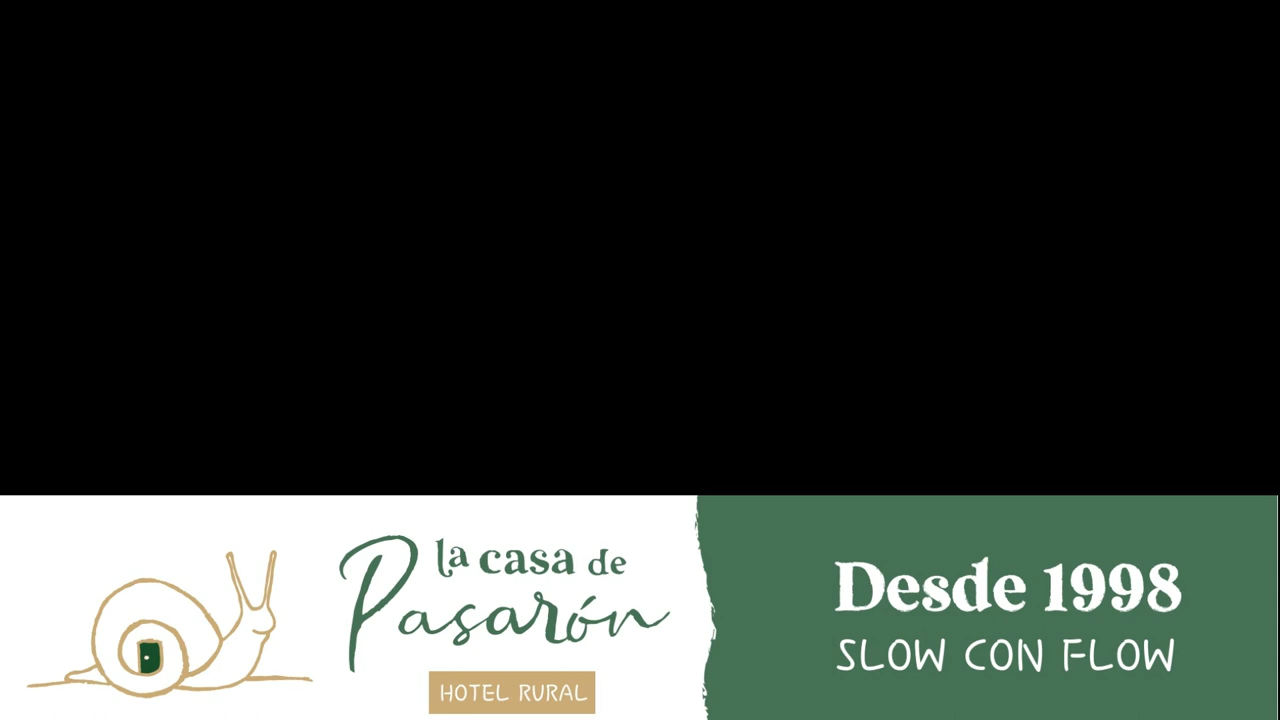 la casa de
Pasarón
HOTEL RURAL
Desde 1998
SLOW CON FLOW